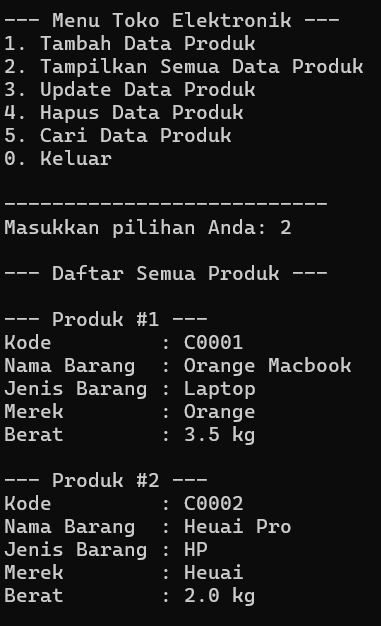 --- Menu Toko Elektronik ---
1. Tambah Data Produk
2. Tampilkan Semua Data Produk
3. Update Data Produk
4. Hapus Data Produk
5. Cari Data Produk
0. Keluar
---------------------------
Masukkan pilihan Anda: 2
--- Daftar Semua Produk ---
--- Produk #1 ---
Kode         : C0001
Nama Barang  : Orange Macbook
Jenis Barang : Laptop
Merek        : Orange
Berat        : 3.5 kg
--- Produk #2 ---
Kode         : C0002
Nama Barang  : Heuai Pro
Jenis Barang : HP
Merek        : Heuai
Berat        : 2.0 kg